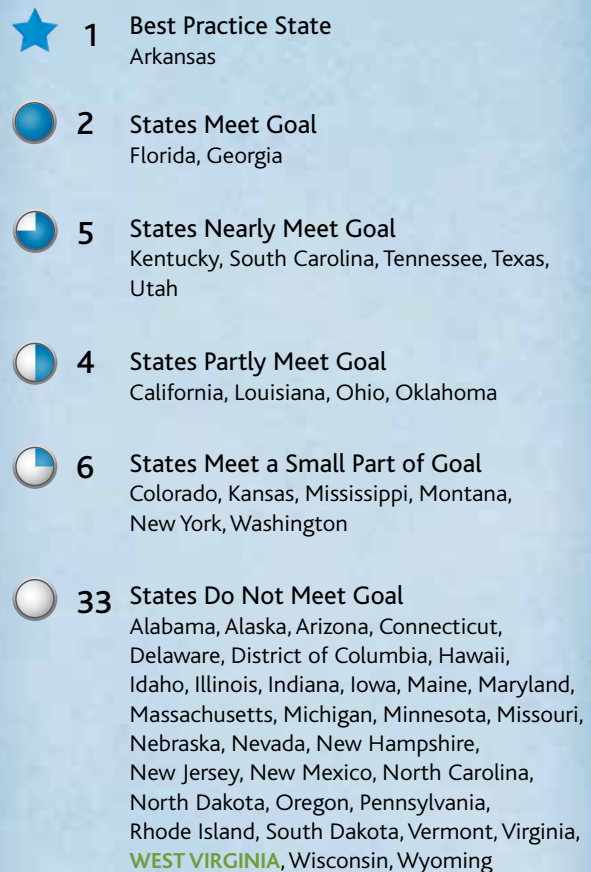 1 Best Practice State
Arkansas
2 States Meet Goal
Florida, Georgia
5 States Nearly Meet Goal
Kentucky, South Carolina, Tennessee, Texas,
Utah
4 States Partly Meet Goal
California, Louisiana, Ohio, Oklahoma
6 States Meet a Small Part of Goal
Colorado, Kansas, Mississippi, Montana,
New York, Washington
33 States Do Not Meet Goal
Alabama, Alaska, Arizona, Connecticut,
Delaware, District of Columbia, Hawaii,
Idaho, Illinois, Indiana, Iowa, Maine, Maryland,
Massachusetts, Michigan, Minnesota, Missouri,
Nebraska, Nevada, New Hampshire,
New Jersey, New Mexico, North Carolina,
North Dakota, Oregon, Pennsylvania,
Rhode Island, South Dakota, Vermont, Virginia,
WEST VIRGINIA, Wisconsin, Wyoming